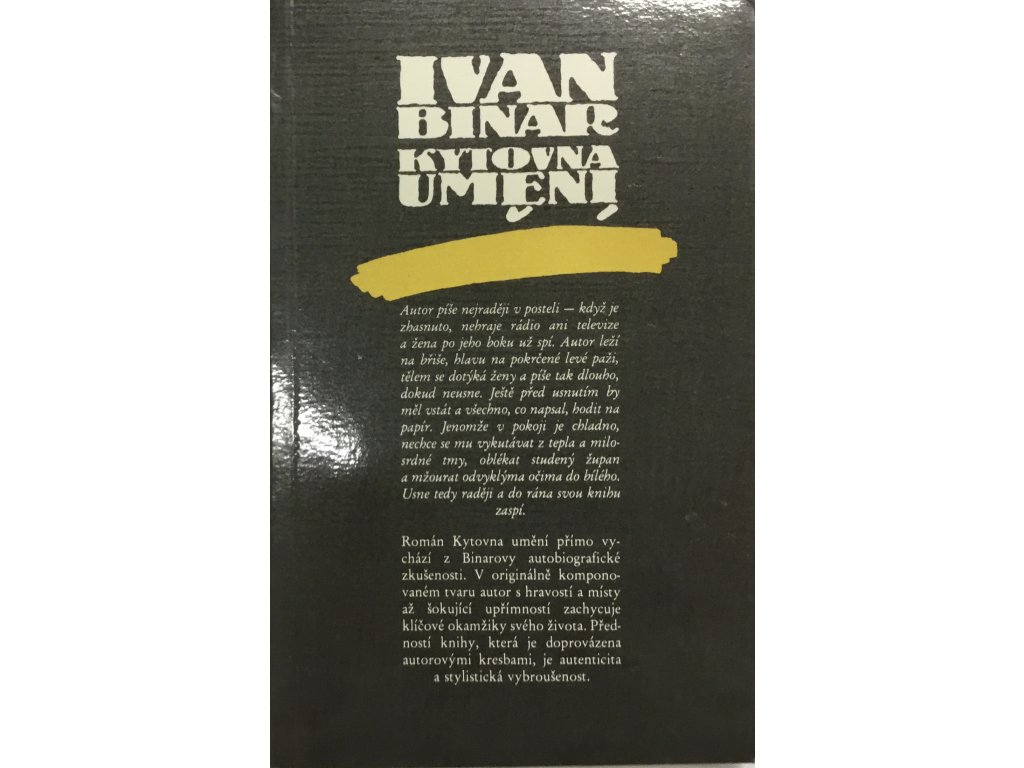 IVAN
BINAR
KYTOVNA
UMĚNÍ
Autor píše nejraději v posteli — když je
zhasnuto, nehraje rádio ani televize
a žena po jeho boku už spí. Autor leží
na břiše, hlavu na pokrčené levé paži,
tělem se dotýká ženy a píše tak dlouho,
dokud neusne. Ještě před usnutím by
měl vstát a všechno, co napsal, hodit na
papír. Jenomže v pokoji je chladno,
nechce se mu vykutávat z tepla a milo-
srdné tmy, oblékat studený župan
a mžourat odvyklýma očima do bílého.
Usne tedy raději a do rána svou knihu
zaspí.
Román Kytovna umění přímo vy-
chází z Binarovy autobiografické
zkušenosti. V originálně kompono-
vaném tvaru autor s hravostí a místy
až šokující upřímností zachycuje
klíčové okamžiky svého života. Před-
ností knihy, která je doprovázena
autorovými kresbami, je autenticita
a stylistická vybroušenost.